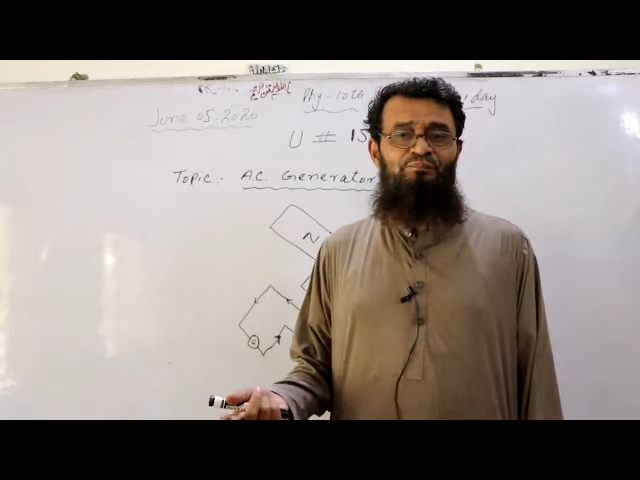 June 05, 2020
Phy-10th
day
U # 15
Topic:- A.C. Generator
N
G